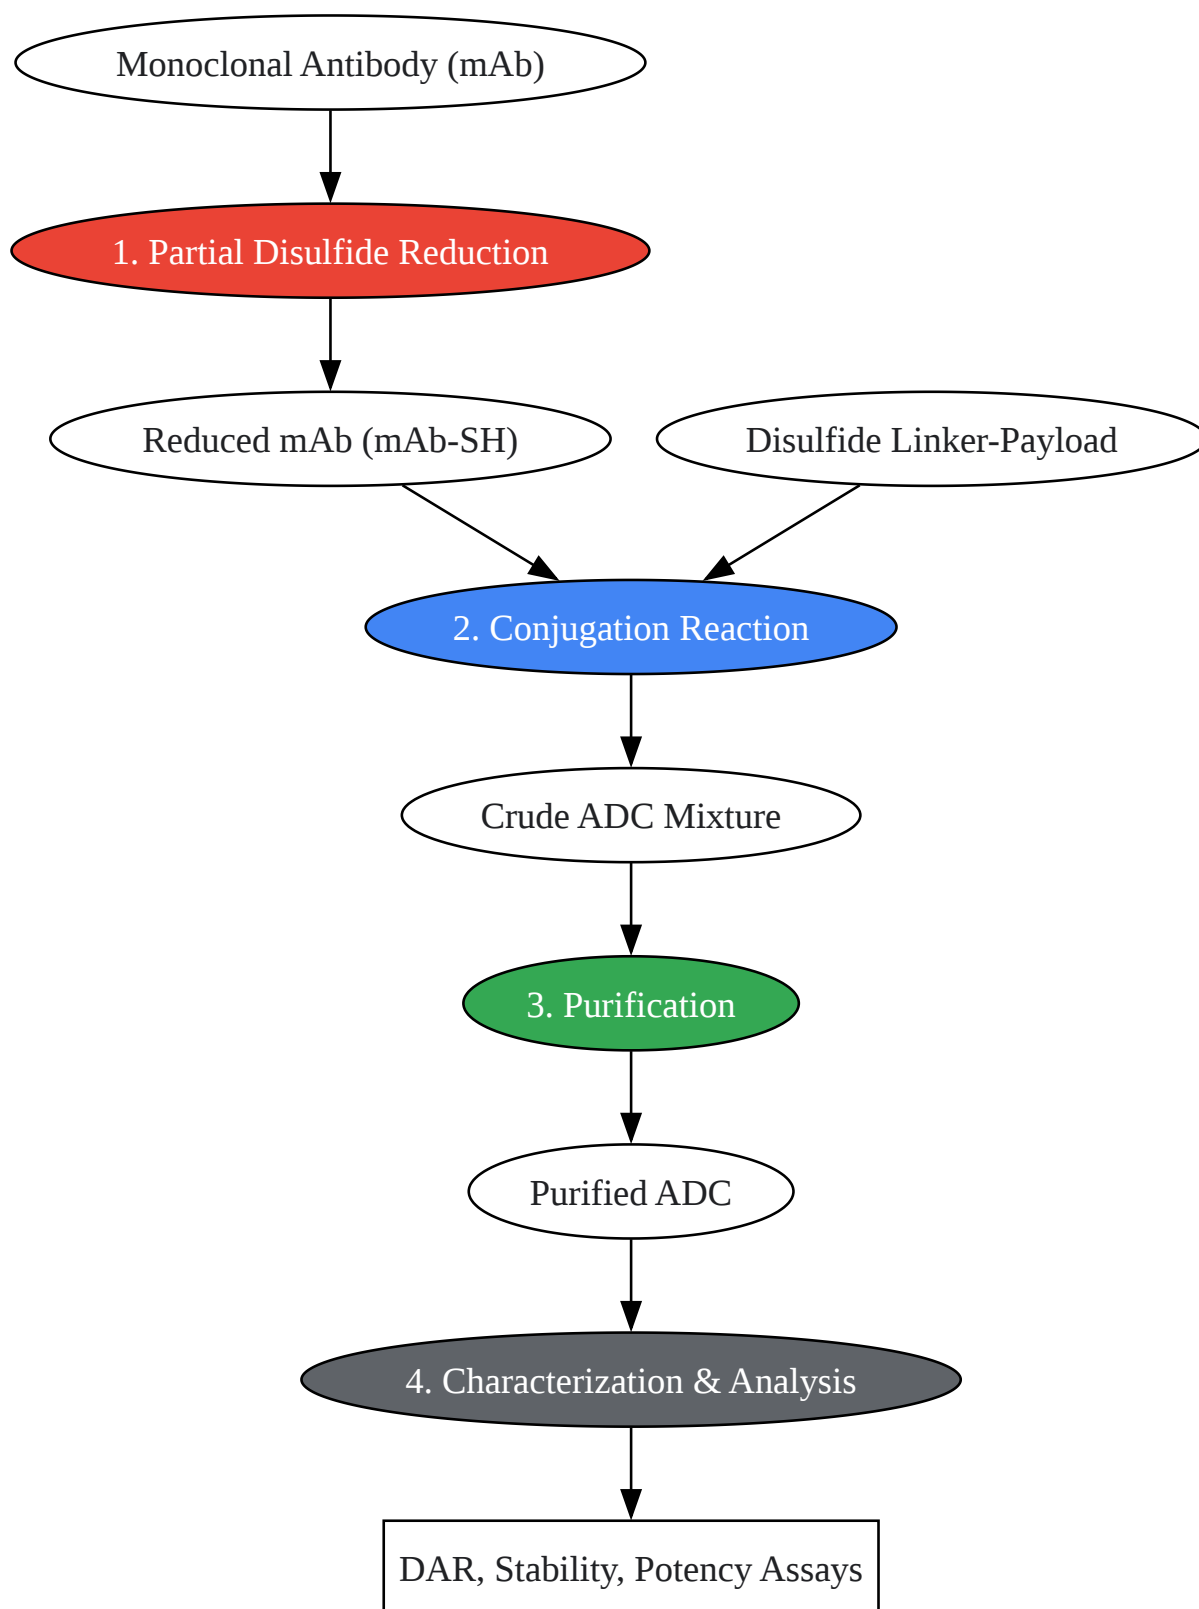 Monoclonal Antibody (mAb)
1. Partial Disulfide Reduction
Reduced mAb (mAb-SH)
Disulfide Linker-Payload
2. Conjugation Reaction
Crude ADC Mixture
3. Purification
Purified ADC
4. Characterization & Analysis
DAR, Stability, Potency Assays